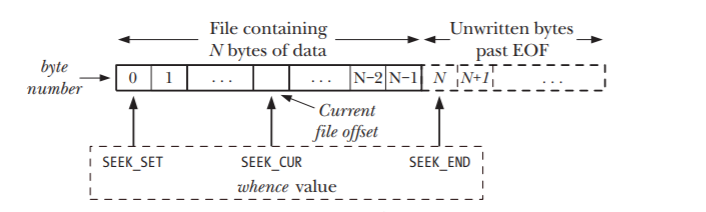 File containing
N bytes of data
Unwritten bytes
past EOF
byte
number
0 1 ... ... N−2 N−1 N N+1 ...
Current
file offset
SEEK_SET SEEK_CUR SEEK_END
whence value